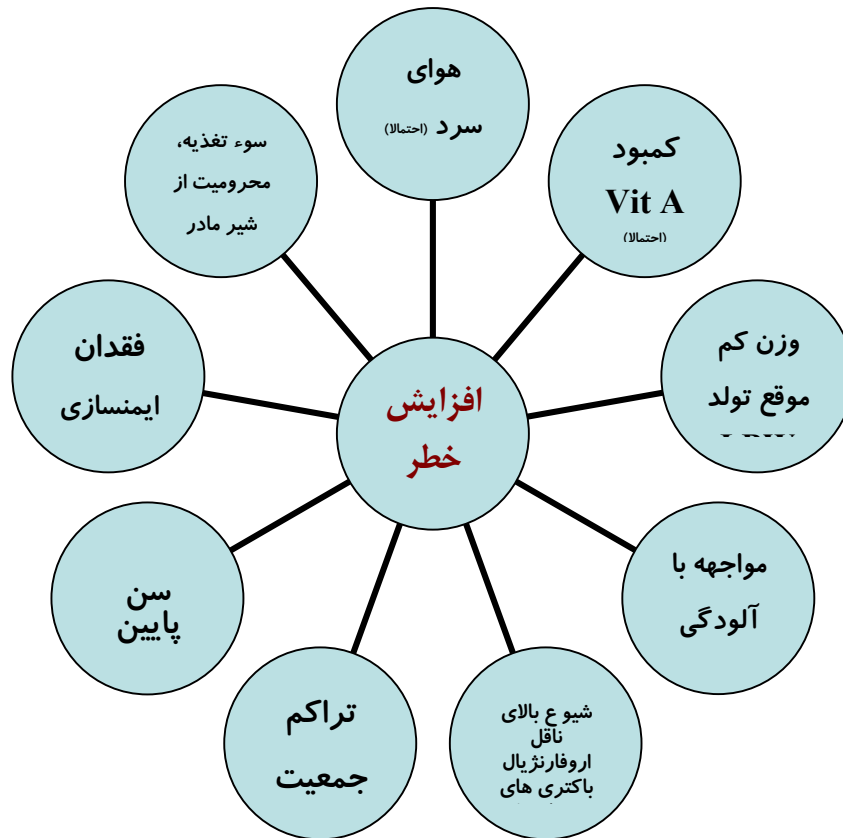 هوای
سرد (احتمالا)
کمبود
Vit A
(احتمالا)
وزن کم
موقع تولد
مواجهه با
آلودگی
شیو ع بالای
ناقل
اروفارنژیال
باکتری های
تراکم
جمعیت
سن
پایین
فقدان
ایمنسازی
سوء تغذیه،
محرومیت از
شیر مادر
افزایش
خطر